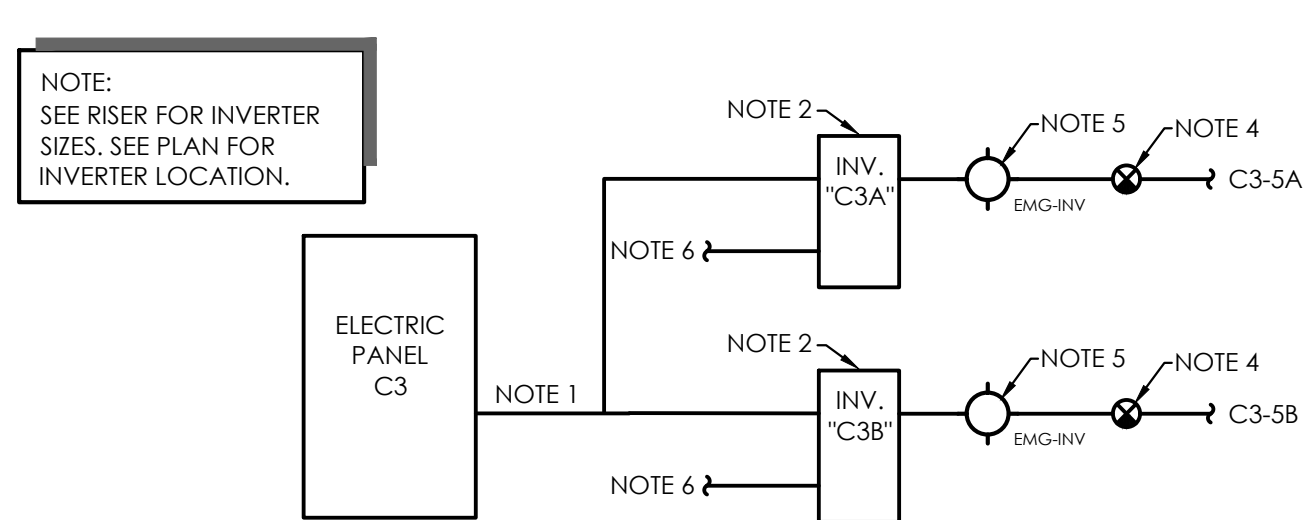 NOTE:
SEE RISER FOR INVERTER
SIZES. SEE PLAN FOR
INVERTER LOCATION.
NOTE 2
NOTE 5
NOTE 4
INV.
"C3A"
C3-5A
EMG-INV
NOTE 6
ELECTRIC
PANEL
C3
NOTE 1
NOTE 2
NOTE 5
NOTE 4
INV.
"C3B"
C3-5B
EMG-INV
NOTE 6